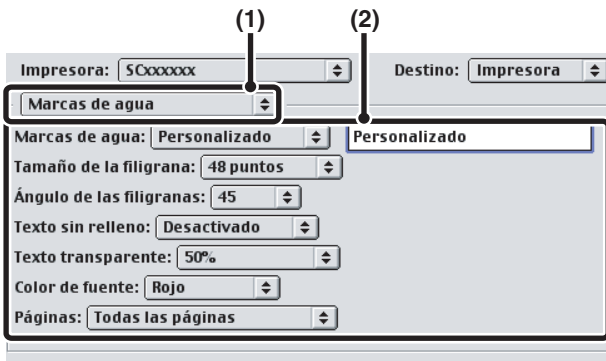 (1) (2)
Impresora: SCxxxxxx Destino: Impresora
Marcas de agua
Marcas de agua: Personalizado Personalizado
Tamaño de la filigrana: 48 puntos
Ángulo de las filigranas: 45
Texto sin relleno: Desactivado
Texto transparente: 50%
Color de fuente: Rojo
Páginas: Todas las páginas